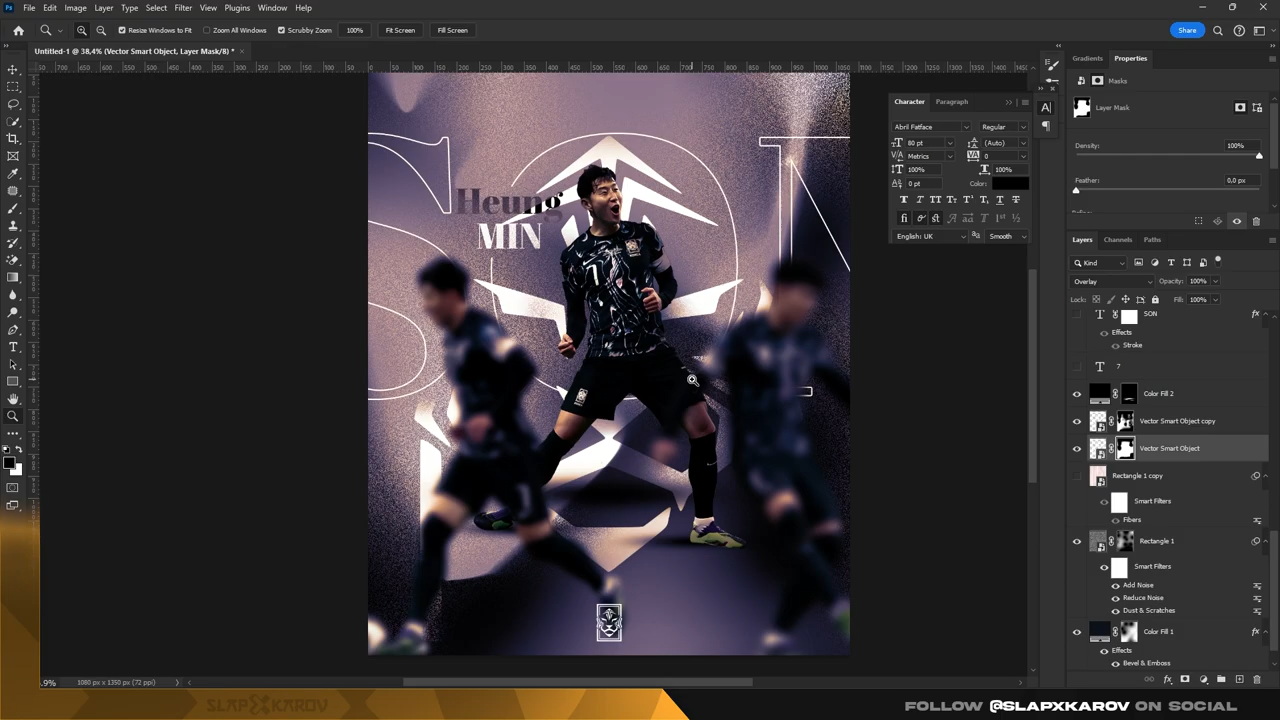 File Edit Image Layer Type Select Filter View Plugins Window Help
Resize Windows to Fit Zoom All Windows Scrubby Zoom 100% Fit Screen Fill Screen Share
Untitled-1 @ 38,4% (Vector Smart Object, Layer Mask/8) *
Gradients Properties
Masks
Layer Mask
Density: 100%
Feather: 0,0 px
Character Paragraph
Abril Fatface Regular
80 pt (Auto)
Metrics 0
100% 100%
0 pt Color:
English: UK Smooth
Layers Channels Paths
Kind
Overlay Opacity: 100%
Lock: Fill: 100%
SON
Effects
Stroke
7
Color Fill 2
Vector Smart Object copy
Vector Smart Object
Rectangle 1 copy
Smart Filters
Fibers
Rectangle 1
Smart Filters
Add Noise
Reduce Noise
Dust & Scratches
Color Fill 1
Effects
Bevel & Emboss
Heung
MIN
.9% 1080 px x 1350 px (72 ppi)
SLAPXKAROV
FOLLOW @SLAPXKAROV ON SOCIAL